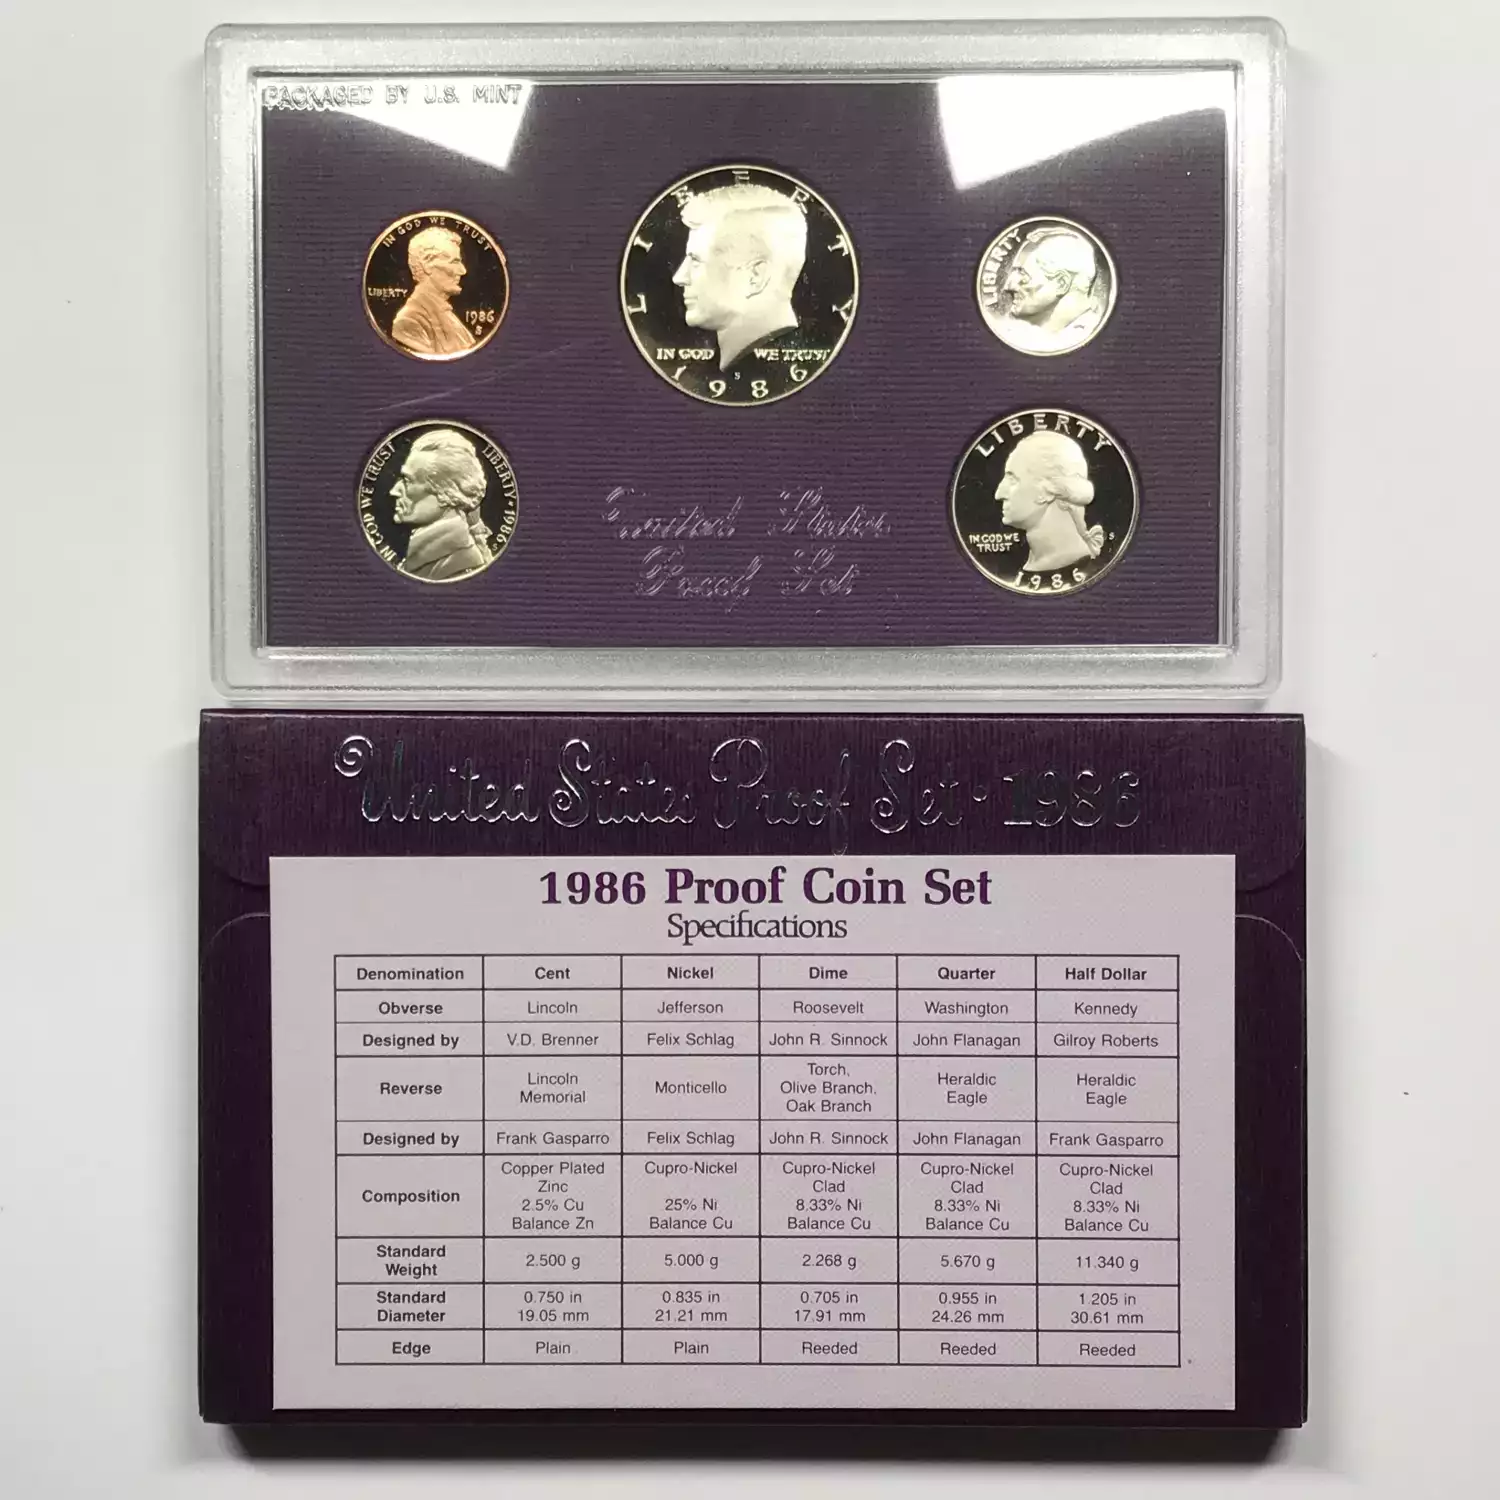 PACKAGED BY U.S. MINT
IN GOD WE TRUST
LIBERTY
1986
S
LIBERTY
IN GOD WE TRUST
S
1986
LIBERTY
IN GOD WE TRUST LIBERTY • 1986
S
LIBERTY
IN GOD WE
TRUST
S
1986
United States
Proof Set
United States Proof Set • 1986
1986 Proof Coin Set
Specifications
Denomination Cent Nickel Dime Quarter Half Dollar
Obverse Lincoln Jefferson Roosevelt Washington Kennedy
Designed by V.D. Brenner Felix Schlag John R. Sinnock John Flanagan Gilroy Roberts
Reverse Lincoln Memorial Monticello Torch, Olive Branch, Oak Branch Heraldic Eagle Heraldic Eagle
Designed by Frank Gasparro Felix Schlag John R. Sinnock John Flanagan Frank Gasparro
Composition Copper Plated Zinc 2.5% Cu Balance Zn Cupro-Nickel 25% Ni Balance Cu Cupro-Nickel Clad 8.33% Ni Balance Cu Cupro-Nickel Clad 8.33% Ni Balance Cu Cupro-Nickel Clad 8.33% Ni Balance Cu
Standard Weight 2.500 g 5.000 g 2.268 g 5.670 g 11.340 g
Standard Diameter 0.750 in 19.05 mm 0.835 in 21.21 mm 0.705 in 17.91 mm 0.955 in 24.26 mm 1.205 in 30.61 mm
Edge Plain Plain Reeded Reeded Reeded